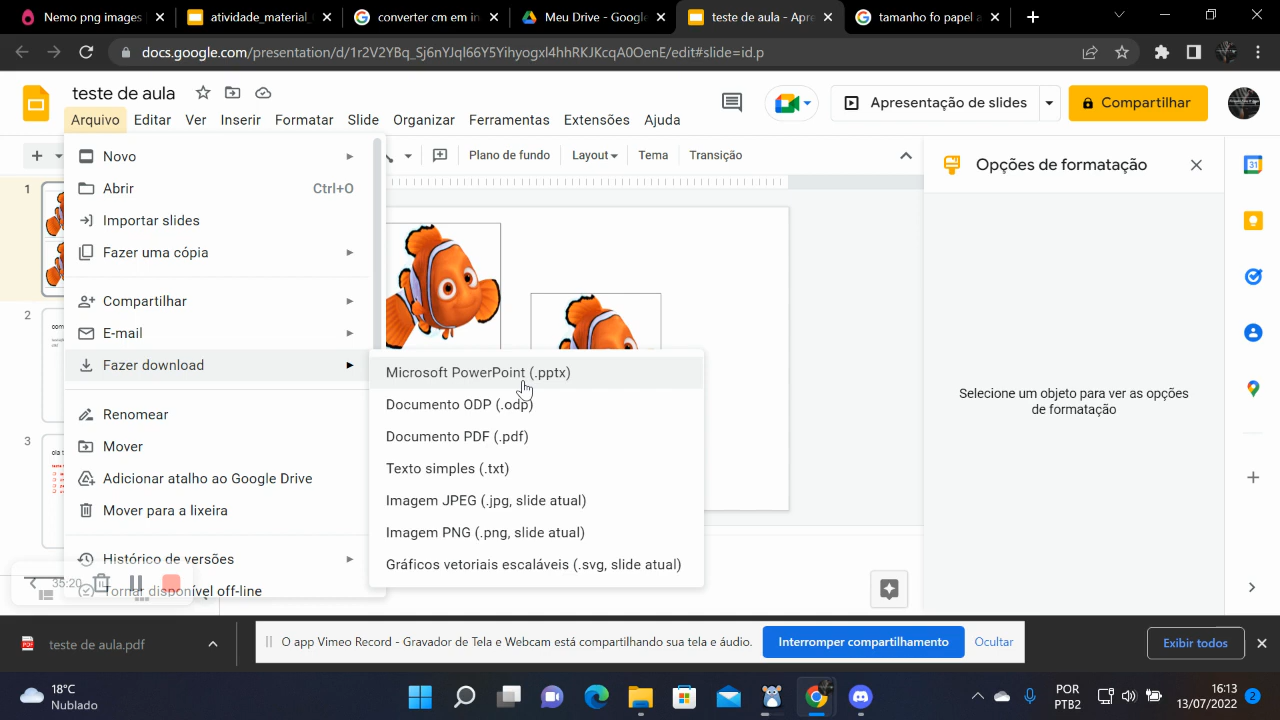 Nemo png images
atividade_material_
converter cm em in
Meu Drive - Google
teste de aula - Apre
tamanho fo papel a
docs.google.com/presentation/d/1r2V2YBq_Sj6nYJql66Y5Yihyogxl4hhRKJKcqA0OenE/edit#slide=id.p
teste de aula
Apresentação de slides
Compartilhar
Arquivo Editar Ver Inserir Formatar Slide Organizar Ferramentas Extensões Ajuda
Plano de fundo Layout Tema Transição
Novo
Abrir Ctrl+O
Importar slides
Fazer uma cópia
Compartilhar
E-mail
Fazer download
Renomear
Mover
Adicionar atalho ao Google Drive
Mover para a lixeira
Histórico de versões
Tornar disponível off-line
Microsoft PowerPoint (.pptx)
Documento ODP (.odp)
Documento PDF (.pdf)
Texto simples (.txt)
Imagem JPEG (.jpg, slide atual)
Imagem PNG (.png, slide atual)
Gráficos vetoriais escaláveis (.svg, slide atual)
1
2
3
Opções de formatação
Selecione um objeto para ver as opções
de formatação
31
35:20
teste de aula.pdf
O app Vimeo Record - Gravador de Tela e Webcam está compartilhando sua tela e áudio.
Interromper compartilhamento
Ocultar
Exibir todos
18°C
Nublado
POR
PTB2
16:13
13/07/2022
2